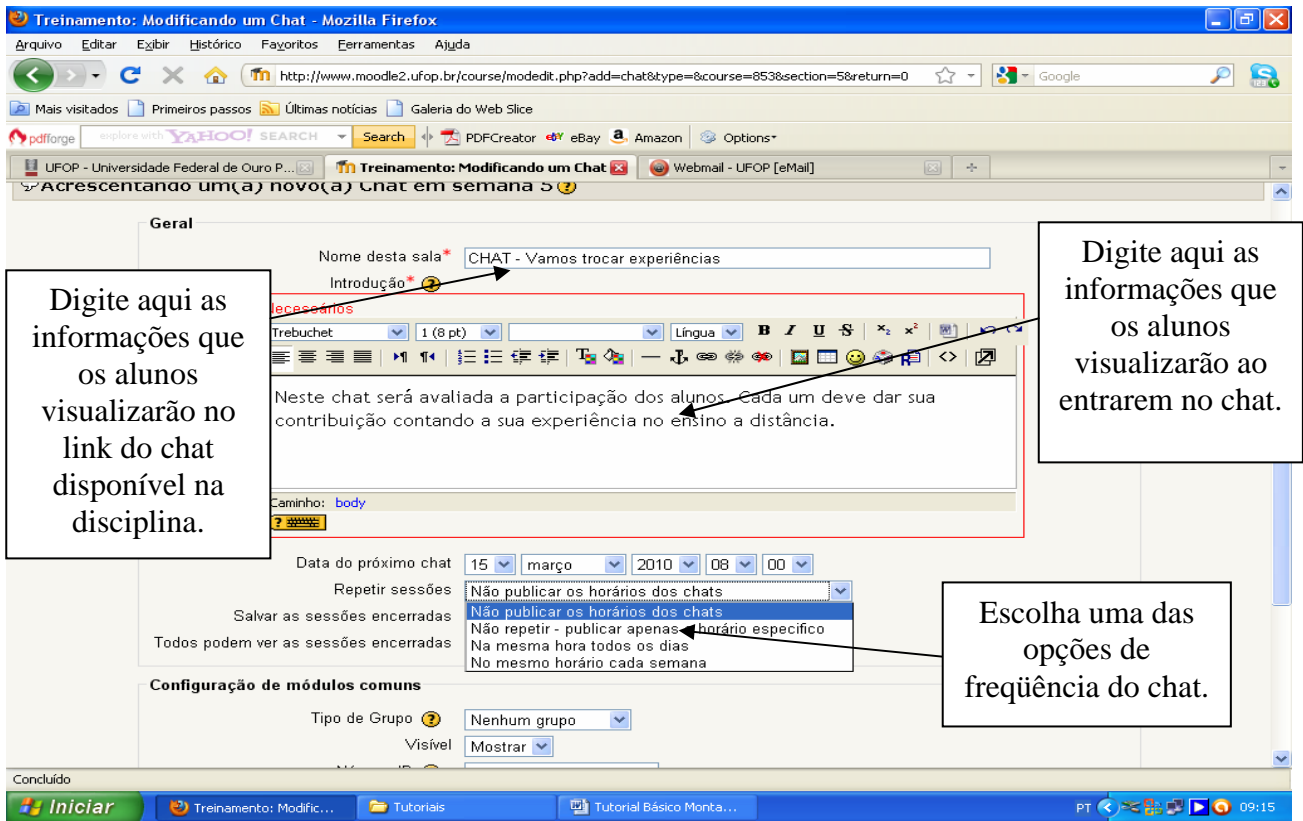 Treinamento: Modificando um Chat - Mozilla Firefox
Arquivo Editar Exibir Histórico Favoritos Ferramentas Ajuda
http://www.moodle2.ufop.br/course/modedit.php?add=chat&type=&course=853&section=5&return=0
Google
Mais visitados Primeiros passos Últimas notícias Galeria do Web Slice
pdfforge explore with YAHOO! SEARCH Search PDFCreator eBay Amazon Options
UFOP - Universidade Federal de Ouro P... Treinamento: Modificando um Chat Webmail - UFOP [eMail]
Acrescentando um(a) novo(a) Chat em semana 5
Geral
Nome desta sala* CHAT - Vamos trocar experiências
Introdução*
Necessários
Trebuchet 1 (8 pt) Língua B I U S
Neste chat será avaliada a participação dos alunos. Cada um deve dar sua
contribuição contando a sua experiência no ensino a distância.
Caminho: body
Digite aqui as
informações que
os alunos
visualizarão no
link do chat
disponível na
disciplina.
Digite aqui as
informações que
os alunos
visualizarão ao
entrarem no chat.
Data do próximo chat 15 março 2010 08 00
Repetir sessões Não publicar os horários dos chats
Salvar as sessões encerradas Não publicar os horários dos chats
Não repetir - publicar apenas o horário especifico
Todos podem ver as sessões encerradas Na mesma hora todos os dias
No mesmo horário cada semana
Escolha uma das
opções de
freqüência do chat.
Configuração de módulos comuns
Tipo de Grupo Nenhum grupo
Visível Mostrar
Concluído
Iniciar Treinamento: Modific... Tutoriais Tutorial Básico Monta... PT 09:15